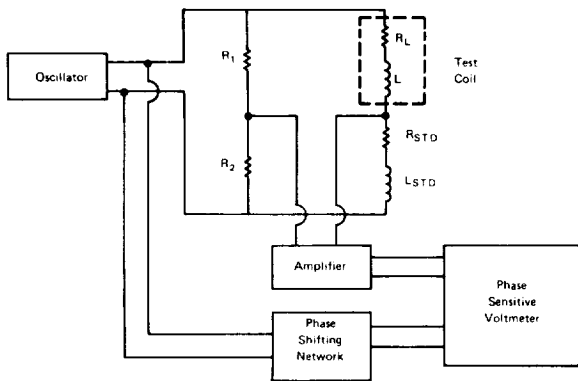 Oscillator
R1
R2
RL
L
Test
Coil
RSTD
LSTD
Amplifier
Phase
Shifting
Network
Phase
Sensitive
Voltmeter